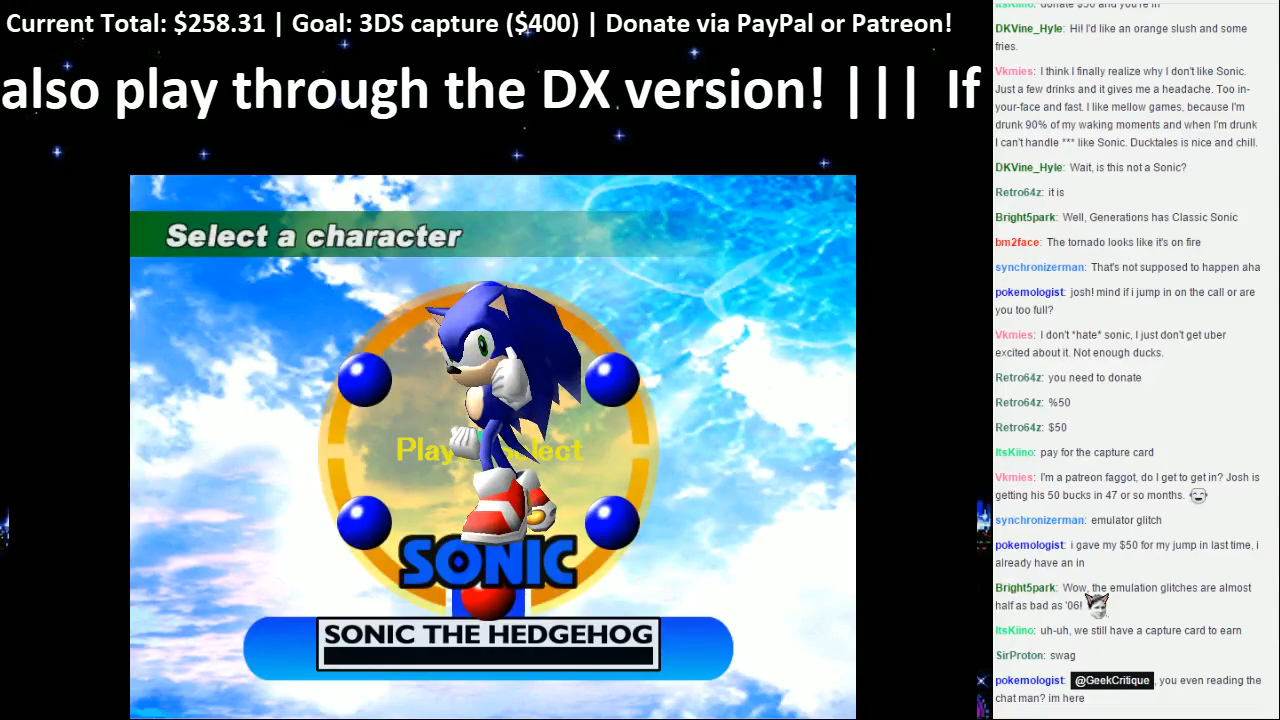 Current Total: $258.31 | Goal: 3DS capture ($400) | Donate via PayPal or Patreon!
also play through the DX version! ||| If
Select a character
Play Select
SONIC
SONIC THE HEDGEHOG
ItsKiino: donate $50 and you're in
DKVine_Hyle: Hi! I'd like an orange slush and some
fries.
Vkmies: I think I finally realize why I don't like Sonic.
Just a few drinks and it gives me a headache. Too in-
your-face and fast. I like mellow games, because I'm
drunk 90% of my waking moments and when I'm drunk
I can't handle *** like Sonic. Ducktales is nice and chill.
DKVine_Hyle: Wait, is this not a Sonic?
Retro64z: it is
Bright5park: Well, Generations has Classic Sonic
bm2face: The tornado looks like it's on fire
synchronizerman: That's not supposed to happen aha
pokemologist: josh! mind if i jump in on the call or are
you too full?
Vkmies: I don't *hate* sonic, I just don't get uber
excited about it. Not enough ducks.
Retro64z: you need to donate
Retro64z: %50
Retro64z: $50
ItsKiino: pay for the capture card
Vkmies: I'm a patreon faggot, do I get to get in? Josh is
getting his 50 bucks in 47 or so months.
synchronizerman: emulator glitch
pokemologist: i gave my $50 for my jump in last time, i
already have an in
Bright5park: Wow, the emulation glitches are almost
half as bad as '06!
ItsKiino: uh-uh, we still have a capture card to earn
SirProton: swag
pokemologist: @GeekCritique, you even reading the
chat man? im here